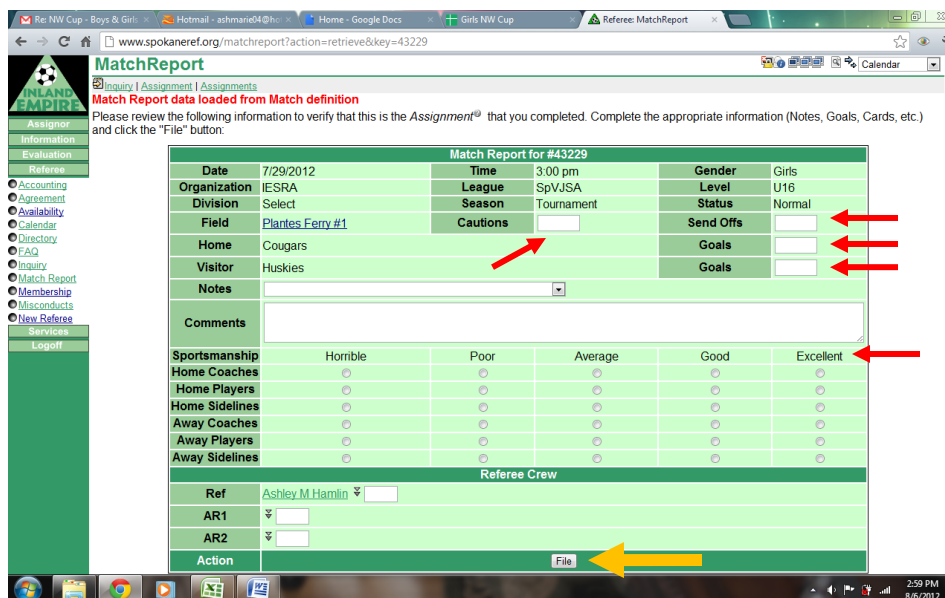 Re: NW Cup - Boys & Girls
Hotmail - ashmarie04@ho
Home - Google Docs
Girls NW Cup
Referee: MatchReport
www.spokaneref.org/matchreport?action=retrieve&key=43229
INLAND EMPIRE
MatchReport
Calendar
Inquiry | Assignment | Assignments
Match Report data loaded from Match definition
Please review the following information to verify that this is the Assignment that you completed. Complete the appropriate information (Notes, Goals, Cards, etc.)
and click the "File" button:
Assignor
Information
Evaluation
Referee
Accounting
Agreement
Availability
Calendar
Directory
FAQ
Inquiry
Match Report
Membership
Misconducts
New Referee
Services
Logoff
Match Report for #43229
Date 7/29/2012 Time 3:00 pm Gender Girls
Organization IESRA League SpVJSA Level U16
Division Select Season Tournament Status Normal
Field Plantes Ferry #1 Cautions Send Offs
Home Cougars Goals
Visitor Huskies Goals
Notes
Comments
Sportsmanship Horrible Poor Average Good Excellent
Home Coaches
Home Players
Home Sidelines
Away Coaches
Away Players
Away Sidelines
Referee Crew
Ref Ashley M Hamlin
AR1
AR2
Action File
2:59 PM
8/6/2012